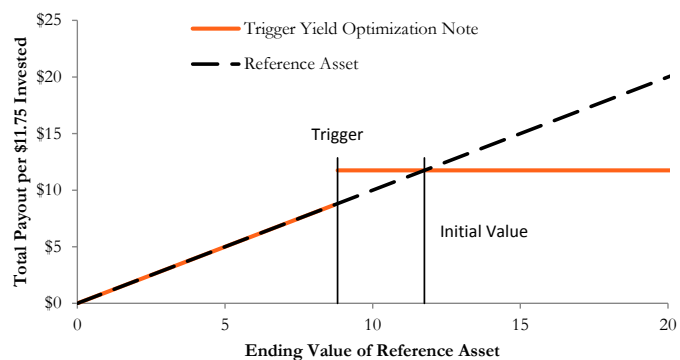 $25
$20
$15
$10
$5
$0
Total Payout per $11.75 Invested
Trigger Yield Optimization Note
Reference Asset
Trigger
Initial Value
0
5
10
15
20
Ending Value of Reference Asset